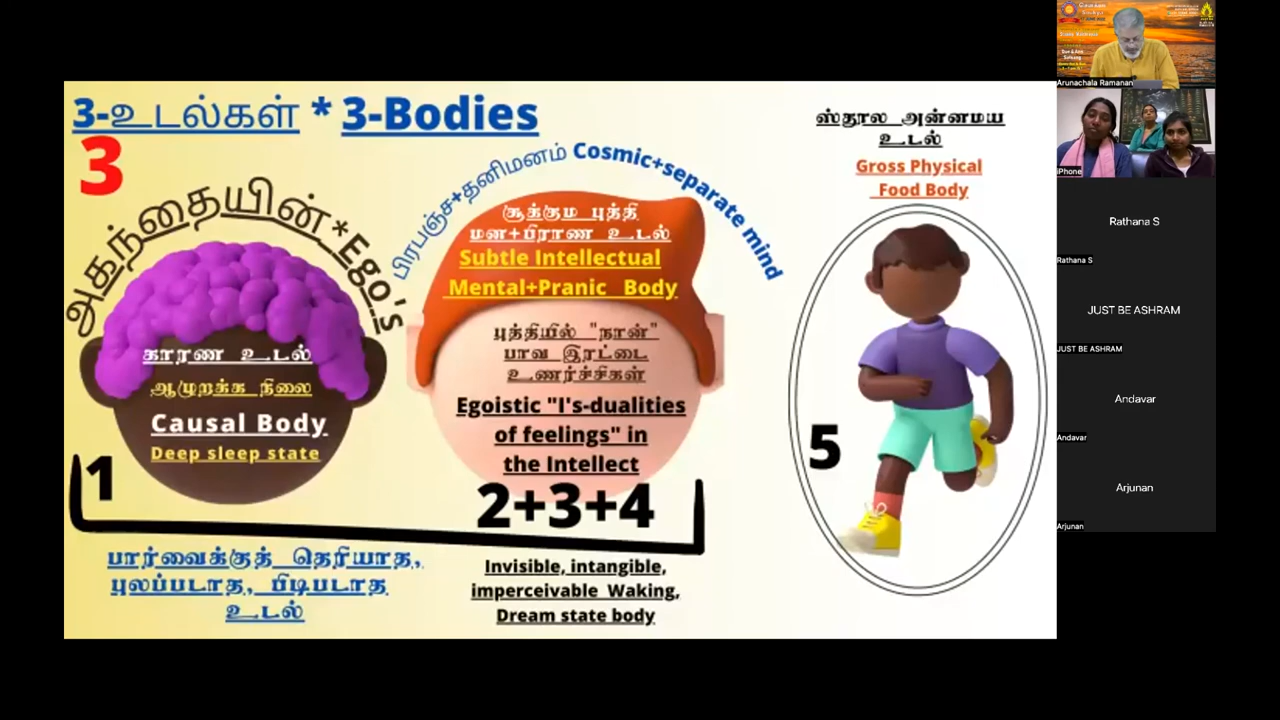 3-உடல்கள் * 3-Bodies
3
அகந்தையின்*Ego's
காரண உடல்
ஆழுறக்க நிலை
Causal Body
Deep sleep state
1
பிரபஞ்ச+தனிமனம் Cosmic+separate mind
சூக்கும புத்தி
மன+பிராண உடல்
Subtle Intellectual
Mental+Pranic Body
புத்தியில் "நான்"
பாவ இரட்டை
உணர்ச்சிகள்
Egoistic "I's-dualities
of feelings" in
the Intellect
2+3+4
பார்வைக்குத் தெரியாத,
புலப்படாத, பிடிபடாத
உடல்
Invisible, intangible,
imperceivable Waking,
Dream state body
ஸ்தூல அன்னமய
உடல்
Gross Physical
Food Body
5
Arunachala Ramanan
iPhone
Rathana S
Rathana S
JUST BE ASHRAM
JUST BE ASHRAM
Andavar
Andavar
Arjunan
Arjunan